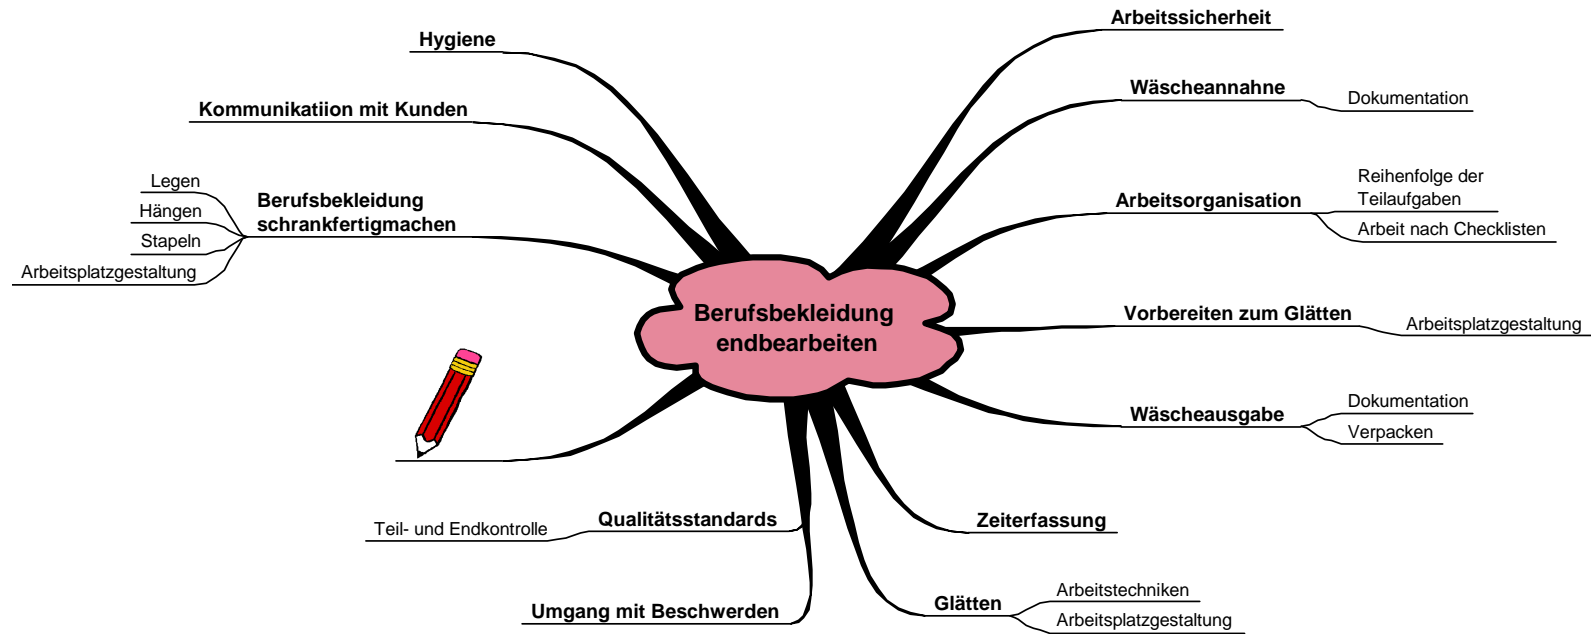 Berufsbekleidung
endbearbeiten
Arbeitssicherheit
Wäscheannahne
Dokumentation
Arbeitsorganisation
Reihenfolge der
Teilaufgaben
Arbeit nach Checklisten
Vorbereiten zum Glätten
Arbeitsplatzgestaltung
Wäscheausgabe
Dokumentation
Verpacken
Zeiterfassung
Glätten
Arbeitstechniken
Arbeitsplatzgestaltung
Umgang mit Beschwerden
Qualitätsstandards
Teil- und Endkontrolle
Berufsbekleidung
schrankfertigmachen
Legen
Hängen
Stapeln
Arbeitsplatzgestaltung
Kommunikatiion mit Kunden
Hygiene